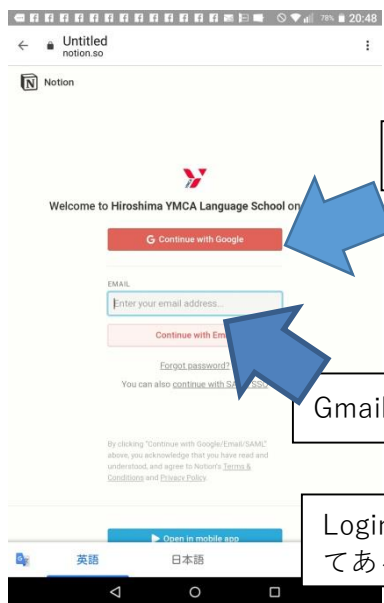 78% 20:48
Untitled
notion.so
Notion
Welcome to Hiroshima YMCA Language School on
G Continue with Google
EMAIL
Enter your email address...
Continue with Em
Forgot password?
You can also continue with SA SSO
Gmail
By clicking "Continue with Google/Email/SAML"
above, you acknowledge that you have read and
understood, and agree to Notion's Terms &
Conditions and Privacy Policy.
Open in mobile app
Login
てあ
英語 日本語